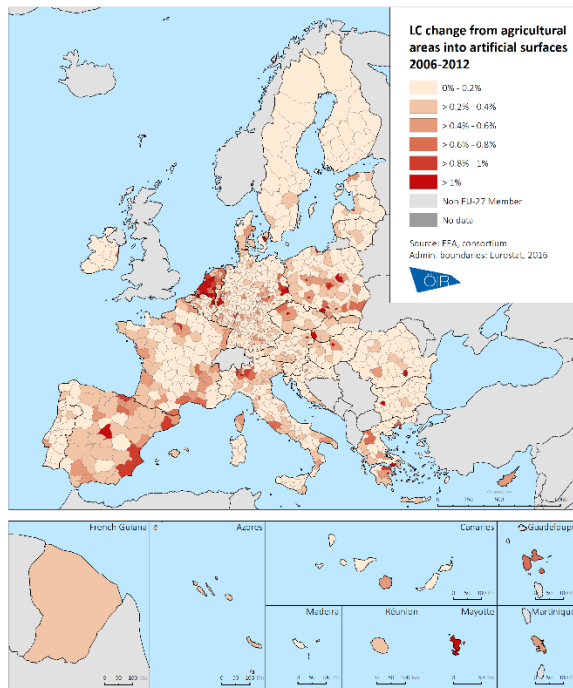 LC change from agricultural
areas into artificial surfaces
2006-2012
0% - 0.2%
> 0.2% - 0.4%
> 0.4% - 0.6%
> 0.6% - 0.8%
> 0.8% - 1%
> 1%
Non EU-27 Member
No data
Source: EEA, consortium
Admin. boundaries: Eurostat, 2016
ÖIR
French Guiana
Azores
Canaries
Guadeloupe
Madeira
Réunion
Mayotte
Martinique